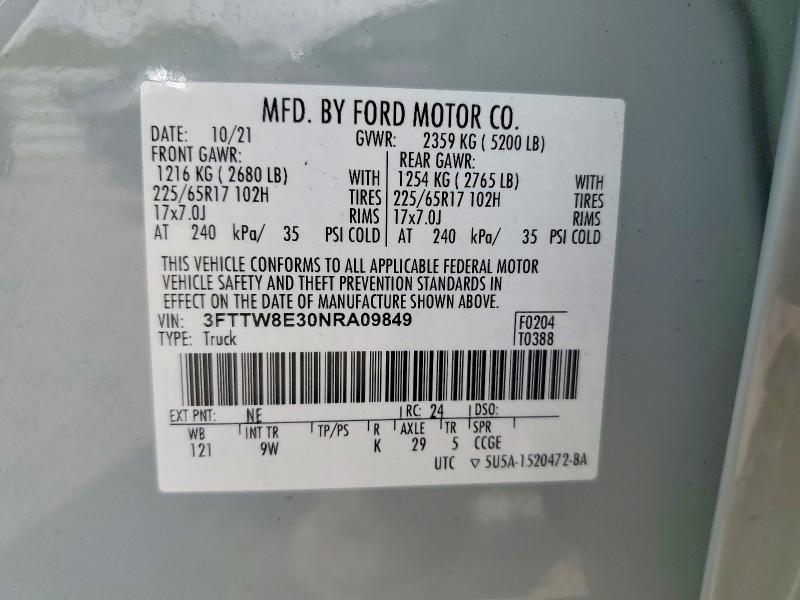 MFD. BY FORD MOTOR CO.
DATE: 10/21 GVWR: 2359 KG ( 5200 LB)
FRONT GAWR: REAR GAWR:
1216 KG ( 2680 LB) WITH 1254 KG ( 2765 LB) WITH
225/65R17 102H TIRES 225/65R17 102H TIRES
17x7.0J RIMS 17x7.0J RIMS
AT 240 kPa/ 35 PSI COLD AT 240 kPa/ 35 PSI COLD
THIS VEHICLE CONFORMS TO ALL APPLICABLE FEDERAL MOTOR
VEHICLE SAFETY AND THEFT PREVENTION STANDARDS IN
EFFECT ON THE DATE OF MANUFACTURE SHOWN ABOVE.
VIN: 3FTTW8E30NRA09849 F0204
TYPE: Truck T0388
EXT PNT: NE RC: 24 DSO:
WB INT TR TP/PS R AXLE TR SPR
121 9W K 29 5 CCGE
UTC ▽ 5U5A-1520472-BA